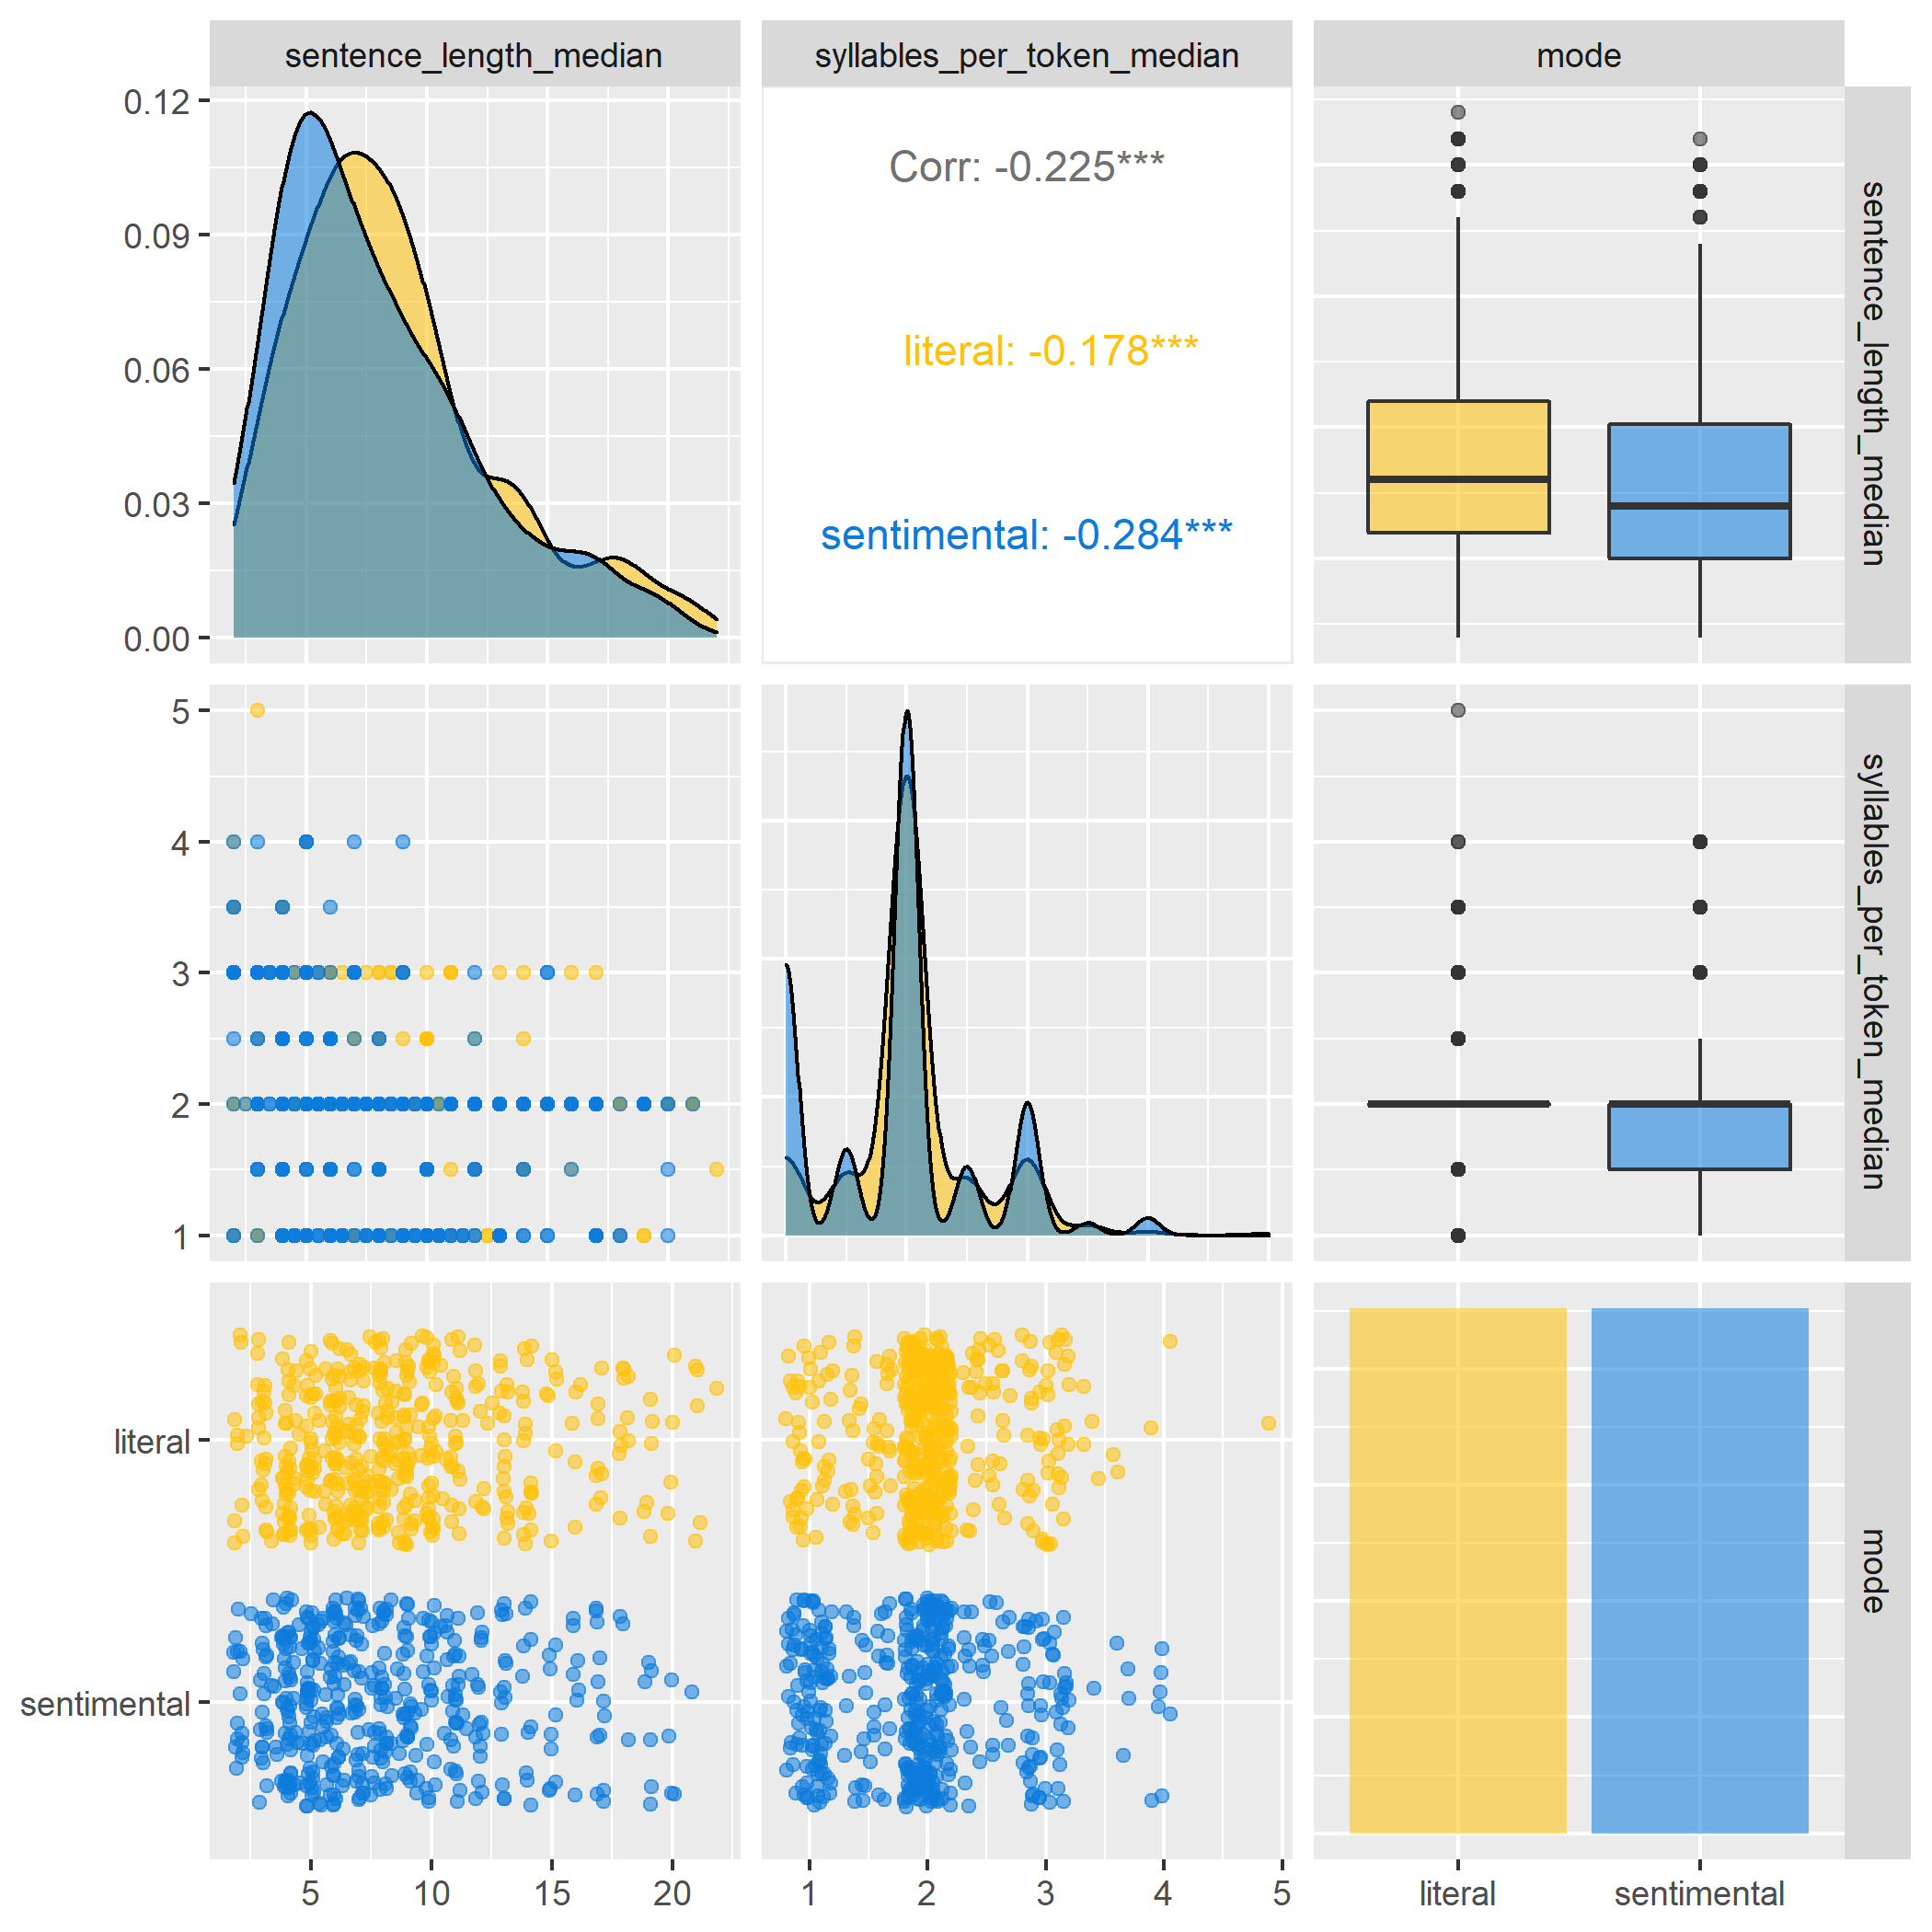 sentence_length_median
syllables_per_token_median
mode
0.12
0.09
0.06
0.03
0.00
Corr: -0.225***
literal: -0.178***
sentimental: -0.284***
sentence_length_median
5
4
3
2
1
syllables_per_token_median
literal
sentimental
mode
5 10 15 20
1 2 3 4 5
literal sentimental